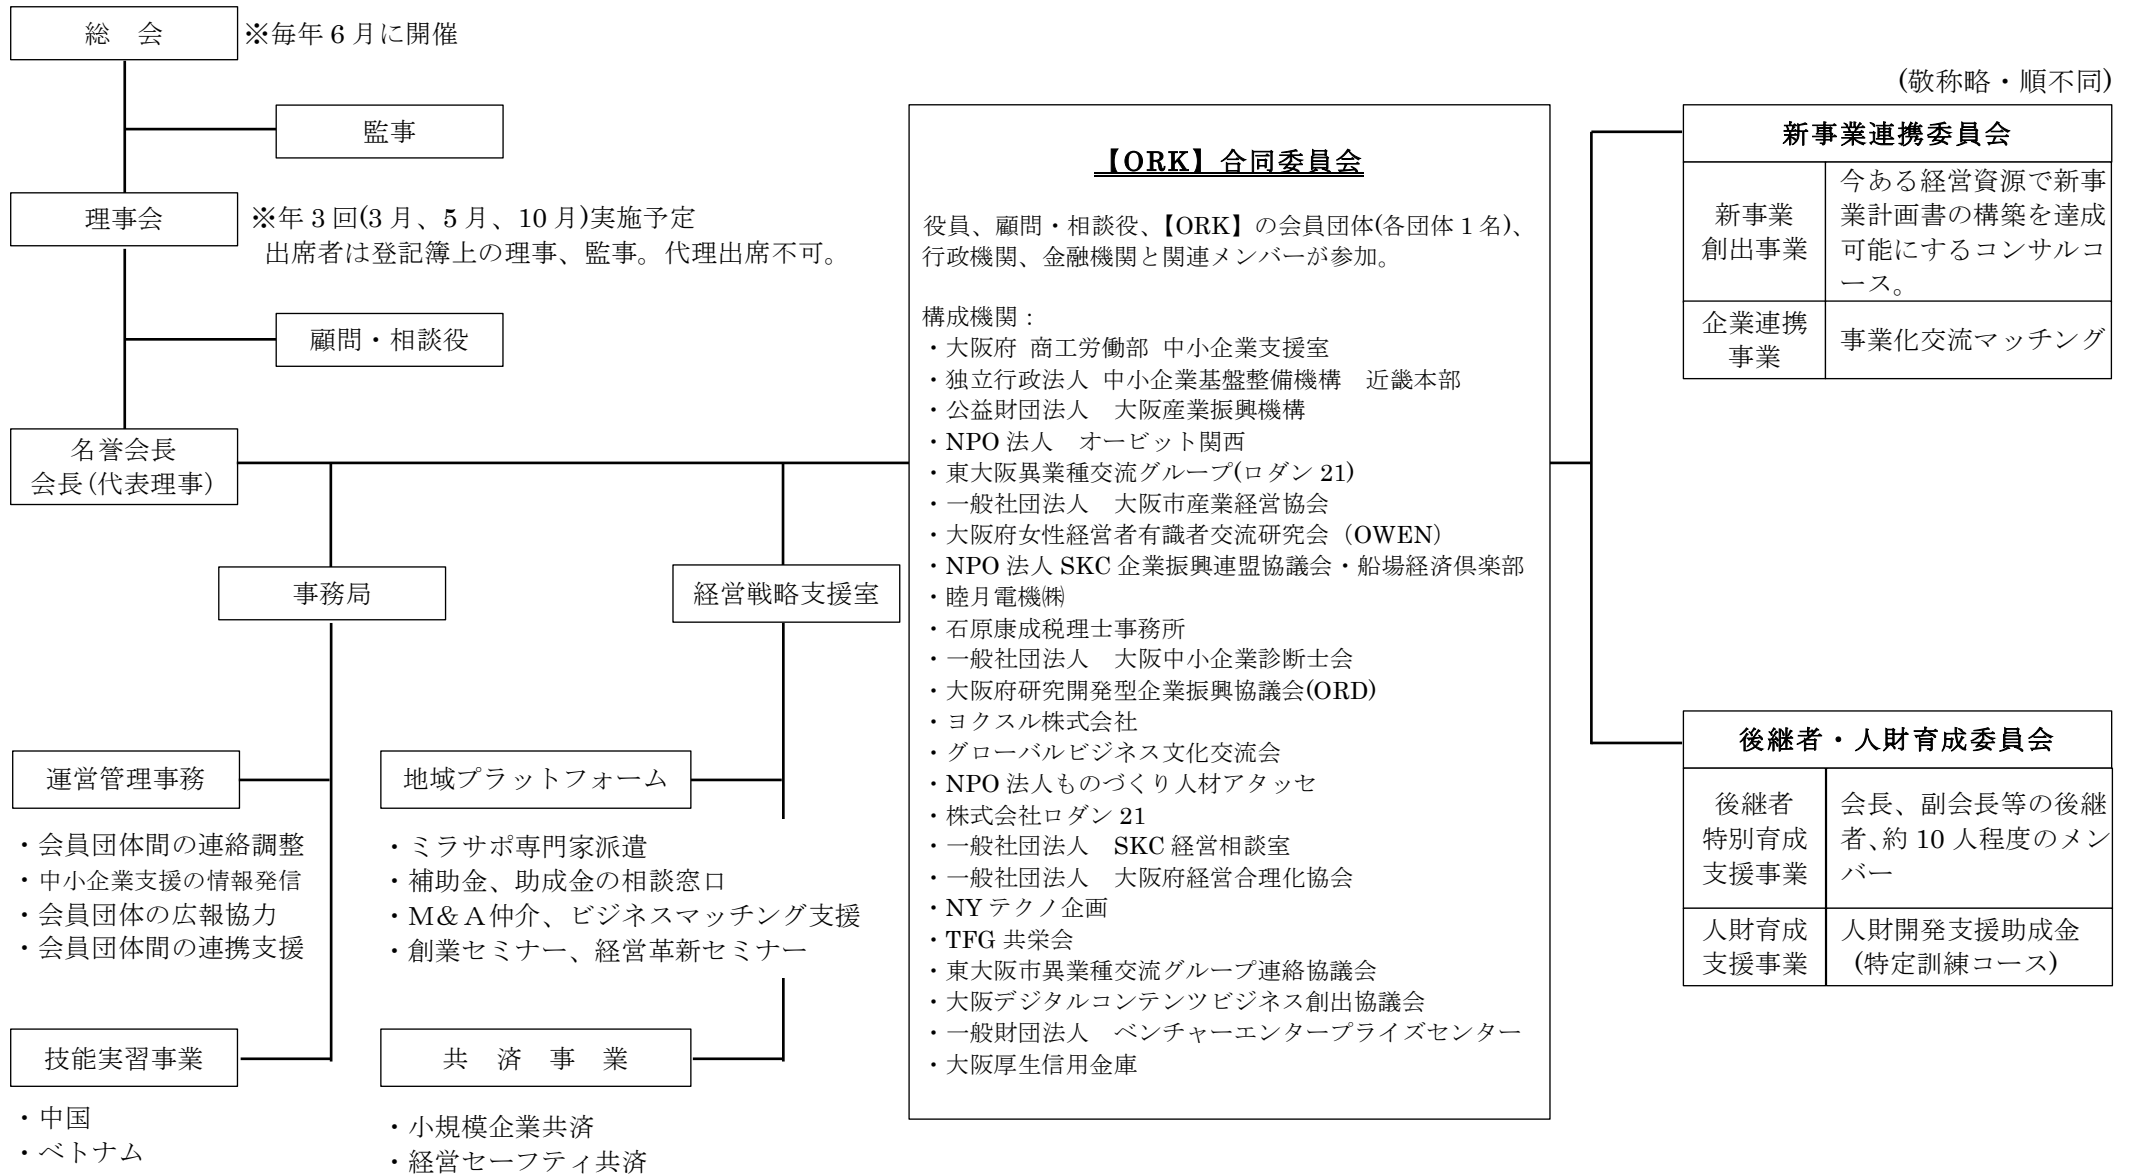 総　会
※毎年 6 月に開催
監事
理事会
※年 3 回(3 月、5 月、10 月)実施予定
出席者は登記簿上の理事、監事。代理出席不可。
顧問・相談役
名誉会長
会長(代表理事)
事務局
経営戦略支援室
運営管理事務
・会員団体間の連絡調整
・中小企業支援の情報発信
・会員団体の広報協力
・会員団体間の連携支援
技能実習事業
・中国
・ベトナム
地域プラットフォーム
・ミラサポ専門家派遣
・補助金、助成金の相談窓口
・M&A仲介、ビジネスマッチング支援
・創業セミナー、経営革新セミナー
共　済　事　業
・小規模企業共済
・経営セーフティ共済
【ORK】合同委員会
役員、顧問・相談役、【ORK】の会員団体(各団体 1 名)、
行政機関、金融機関と関連メンバーが参加。
構成機関：
・大阪府 商工労働部 中小企業支援室
・独立行政法人 中小企業基盤整備機構　近畿本部
・公益財団法人　大阪産業振興機構
・NPO 法人　オービット関西
・東大阪異業種交流グループ(ロダン 21)
・一般社団法人　大阪市産業経営協会
・大阪府女性経営者有識者交流研究会（OWEN）
・NPO 法人 SKC 企業振興連盟協議会・船場経済倶楽部
・睦月電機㈱
・石原康成税理士事務所
・一般社団法人　大阪中小企業診断士会
・大阪府研究開発型企業振興協議会(ORD)
・ヨクスル株式会社
・グローバルビジネス文化交流会
・NPO 法人ものづくり人材アタッセ
・株式会社ロダン 21
・一般社団法人　SKC 経営相談室
・一般社団法人　大阪府経営合理化協会
・NY テクノ企画
・TFG 共栄会
・東大阪市異業種交流グループ連絡協議会
・大阪デジタルコンテンツビジネス創出協議会
・一般財団法人　ベンチャーエンタープライズセンター
・大阪厚生信用金庫
(敬称略・順不同)
新事業連携委員会
新事業
創出事業
今ある経営資源で新事
業計画書の構築を達成
可能にするコンサルコ
ース。
企業連携
事業
事業化交流マッチング
後継者・人財育成委員会
後継者
特別育成
支援事業
会長、副会長等の後継
者、約 10 人程度のメン
バー
人財育成
支援事業
人財開発支援助成金
(特定訓練コース)